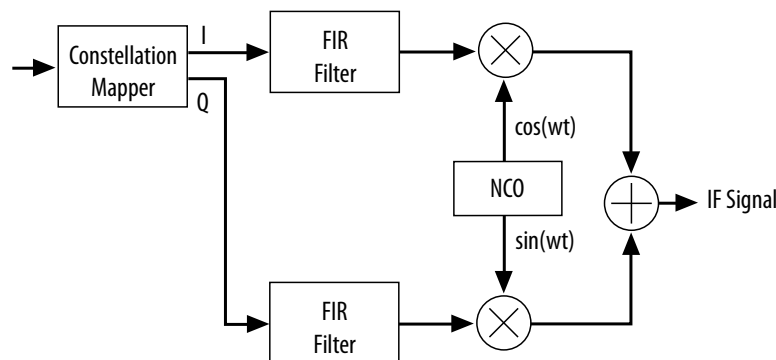 I
Constellation
Mapper
Q
FIR
Filter
cos(wt)
NCO
sin(wt)
IF Signal
FIR
Filter